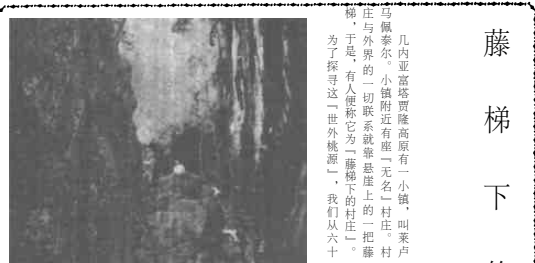 藤梯下
几内亚富塔贾隆高原有一小镇，叫莱卢
马佩泰尔。小镇附近有座『无名』村庄。村
庄与外界的一切联系就靠悬崖上的一把藤
梯，于是，有人便称它为『藤梯下的村庄』。
为了探寻这『世外桃源』，我们从六十